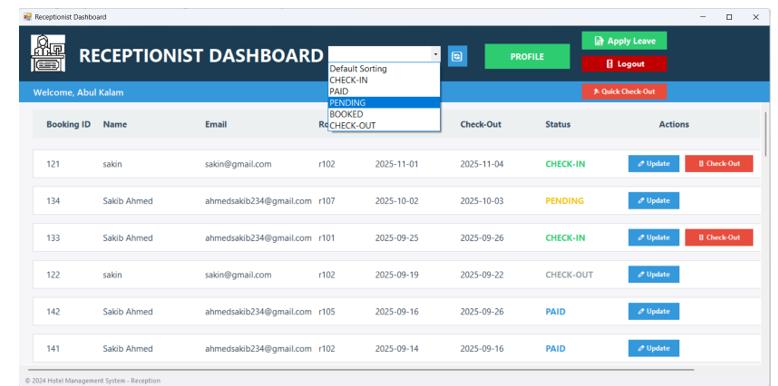 Receptionist Dashboard
RECEPTIONIST DASHBOARD
PROFILE
Apply Leave
Logout
Default Sorting
CHECK-IN
PAID
PENDING
BOOKED
CHECK-OUT
Welcome, Abul Kalam
Quick Check-Out
Booking ID Name Email Ro Check-Out Status Actions
121 sakin sakin@gmail.com r102 2025-11-01 2025-11-04 CHECK-IN Update Check-Out
134 Sakib Ahmed ahmedsakib234@gmail.com r107 2025-10-02 2025-10-03 PENDING Update
133 Sakib Ahmed ahmedsakib234@gmail.com r101 2025-09-25 2025-09-26 CHECK-IN Update Check-Out
122 sakin sakin@gmail.com r102 2025-09-19 2025-09-22 CHECK-OUT Update
142 Sakib Ahmed ahmedsakib234@gmail.com r105 2025-09-16 2025-09-26 PAID Update
141 Sakib Ahmed ahmedsakib234@gmail.com r102 2025-09-14 2025-09-16 PAID Update
© 2024 Hotel Management System - Reception